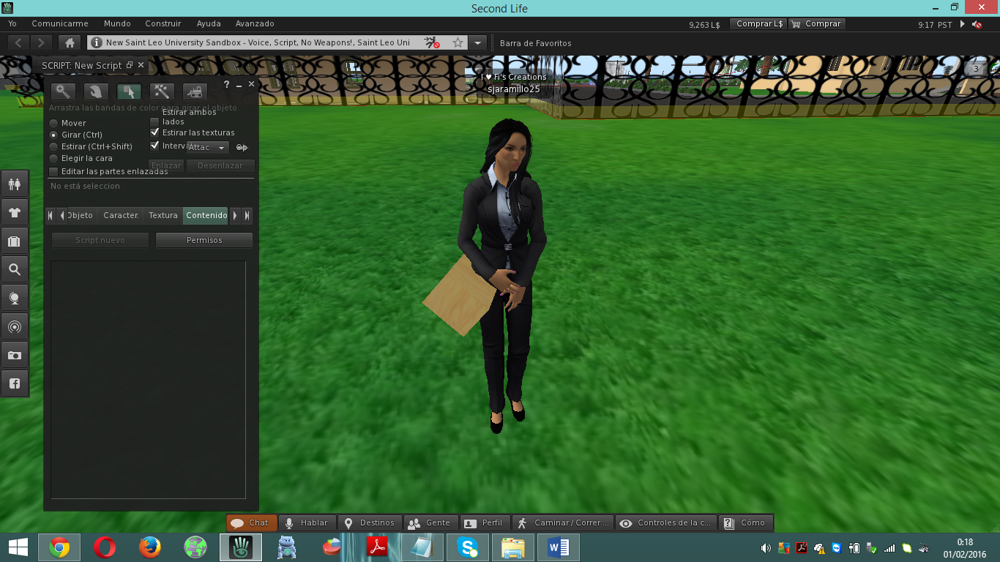 Second Life
Yo Comunicarme Mundo Construir Ayuda Avanzado 9,263 L$ Comprar L$ Comprar 9:17 PST
New Saint Leo University Sandbox - Voice, Script, No Weapons!, Saint Leo Uni Barra de Favoritos
SCRIPT: New Script
3
I ♥ Fi's Creations
sjaramillo25
?
Arrastra las bandas de color para girar el objeto.
Estirar ambos
lados
Mover
Estirar las texturas
Girar (Ctrl)
Estirar (Ctrl+Shift)
Interv Attac
Elegir la cara
Enlazar Desenlazar
Editar las partes enlazadas
No está seleccion
Objeto Caracter. Textura Contenido
Script nuevo Permisos
Chat Hablar Destinos Gente Perfil Caminar / Correr ... Controles de la c... Cómo
0:18
01/02/2016